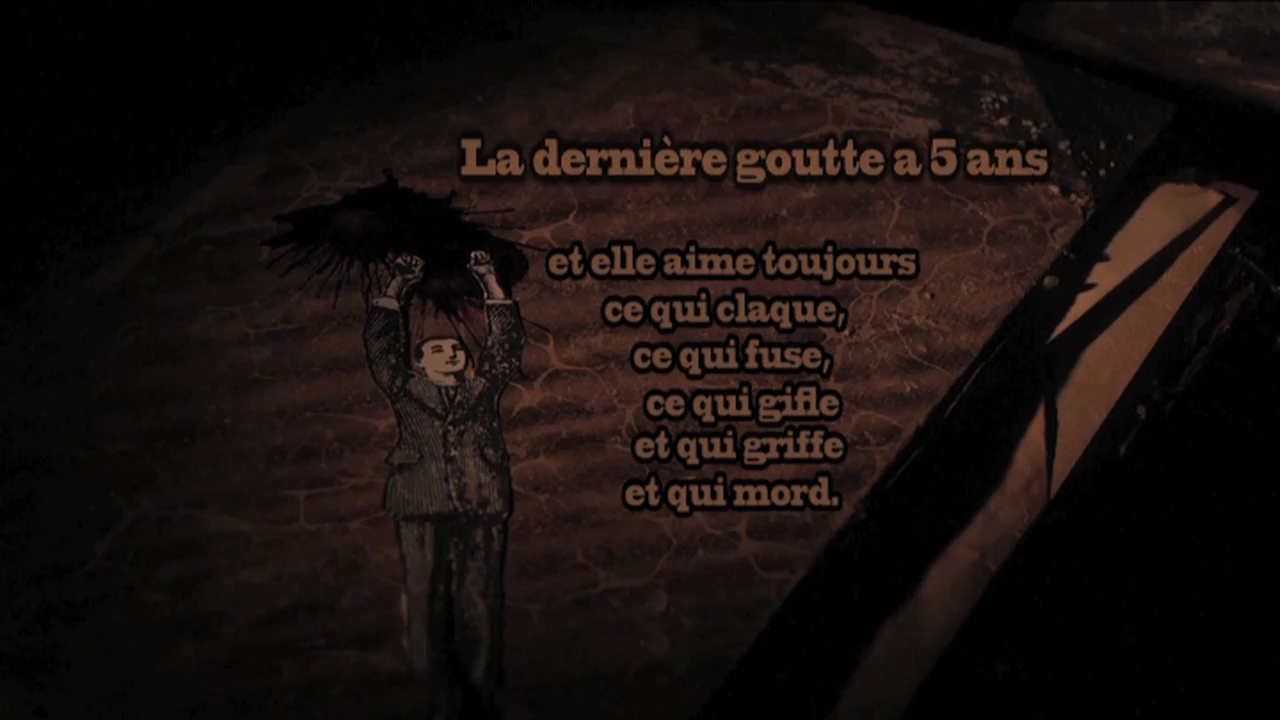 La dernière goutte a 5 ans
et elle aime toujours
ce qui claque,
ce qui fuse,
ce qui gifle
et qui griffe
et qui mord.